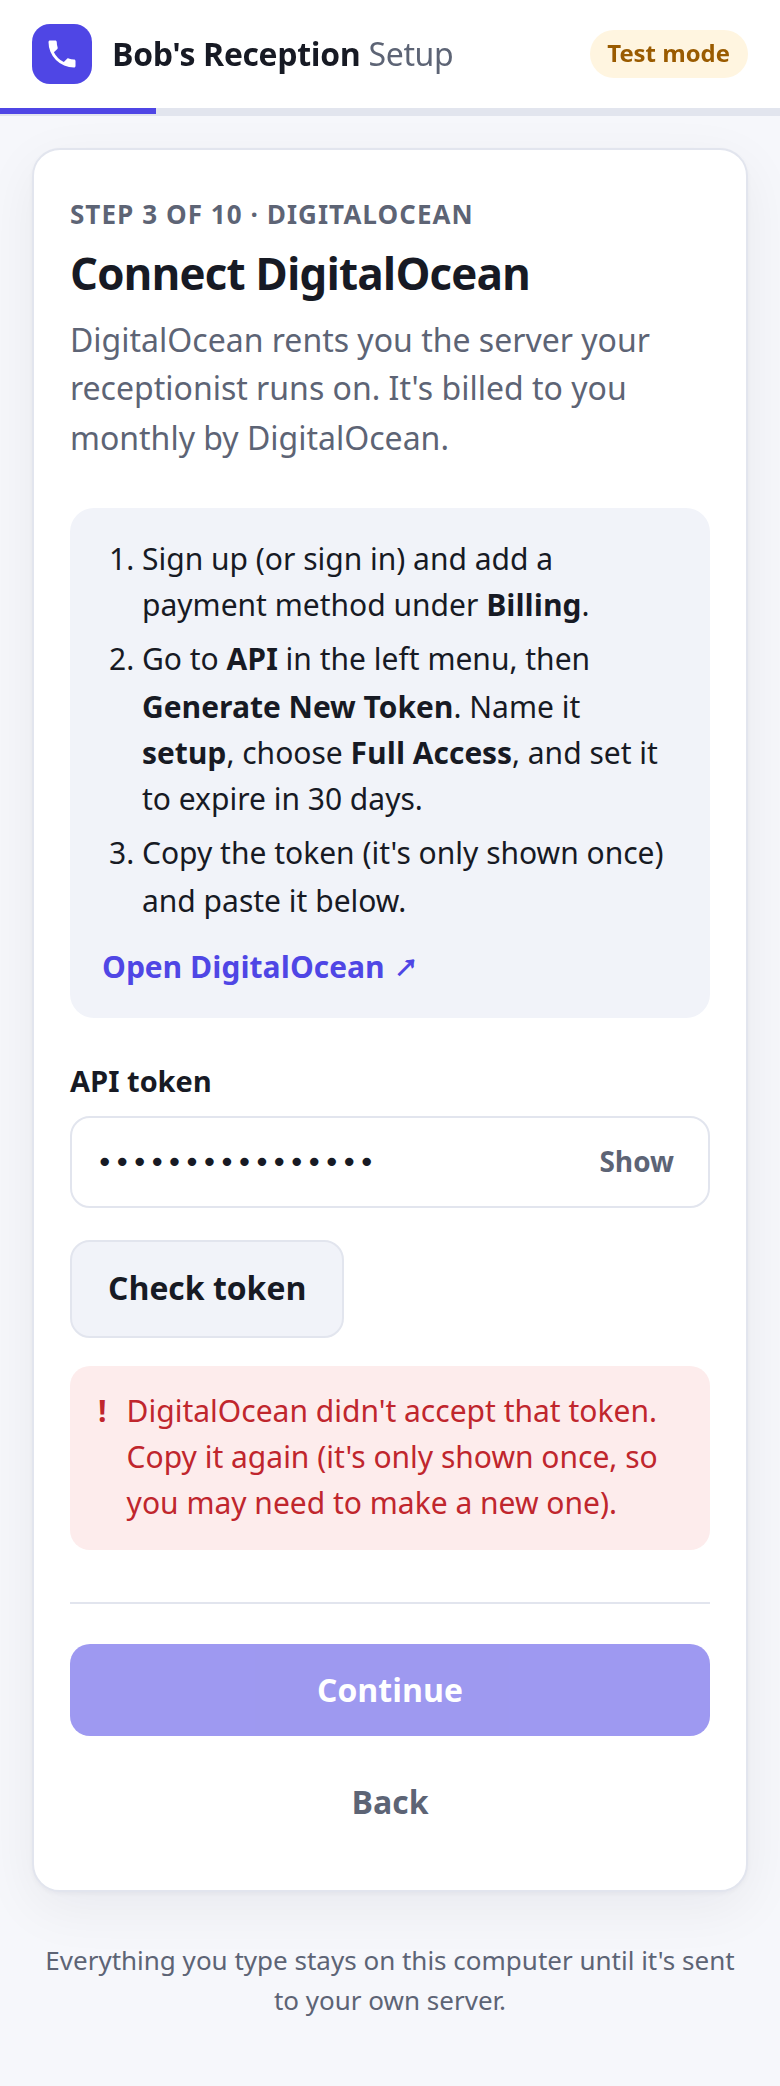 Bob's Reception Setup
Test mode
STEP 3 OF 10 · DIGITALOCEAN
Connect DigitalOcean
DigitalOcean rents you the server your
receptionist runs on. It's billed to you
monthly by DigitalOcean.
1. Sign up (or sign in) and add a
payment method under Billing.
2. Go to API in the left menu, then
Generate New Token. Name it
setup, choose Full Access, and set it
to expire in 30 days.
3. Copy the token (it's only shown once)
and paste it below.
Open DigitalOcean ↗
API token
••••••••••••••••
Show
Check token
! DigitalOcean didn't accept that token.
Copy it again (it's only shown once, so
you may need to make a new one).
Continue
Back
Everything you type stays on this computer until it's sent
to your own server.